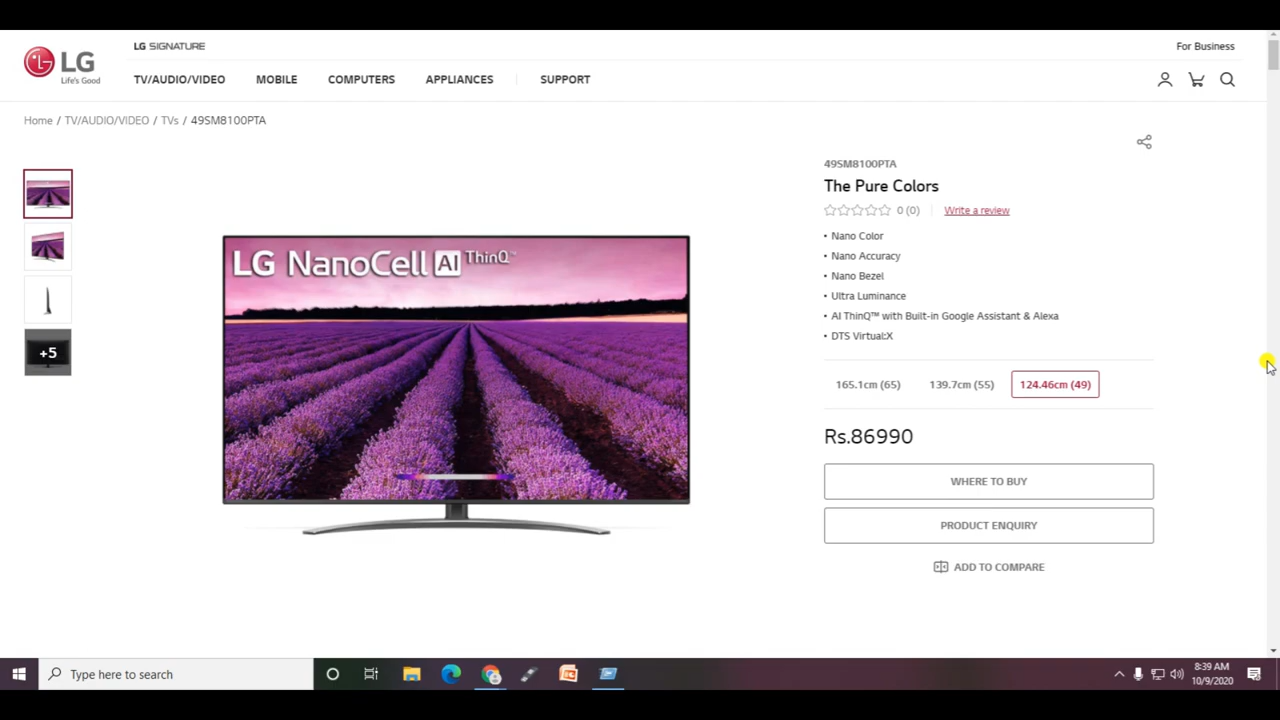 LG SIGNATURE
For Business
LG
Life's Good
TV/AUDIO/VIDEO MOBILE COMPUTERS APPLIANCES SUPPORT
Home / TV/AUDIO/VIDEO / TVs / 49SM8100PTA
49SM8100PTA
The Pure Colors
0 (0) Write a review
• Nano Color
• Nano Accuracy
• Nano Bezel
• Ultra Luminance
• AI ThinQ™ with Built-in Google Assistant & Alexa
• DTS Virtual:X
LG NanoCell AI ThinQ™
+5
165.1cm (65) 139.7cm (55) 124.46cm (49)
Rs.86990
WHERE TO BUY
PRODUCT ENQUIRY
ADD TO COMPARE
Type here to search
8:39 AM
10/9/2020